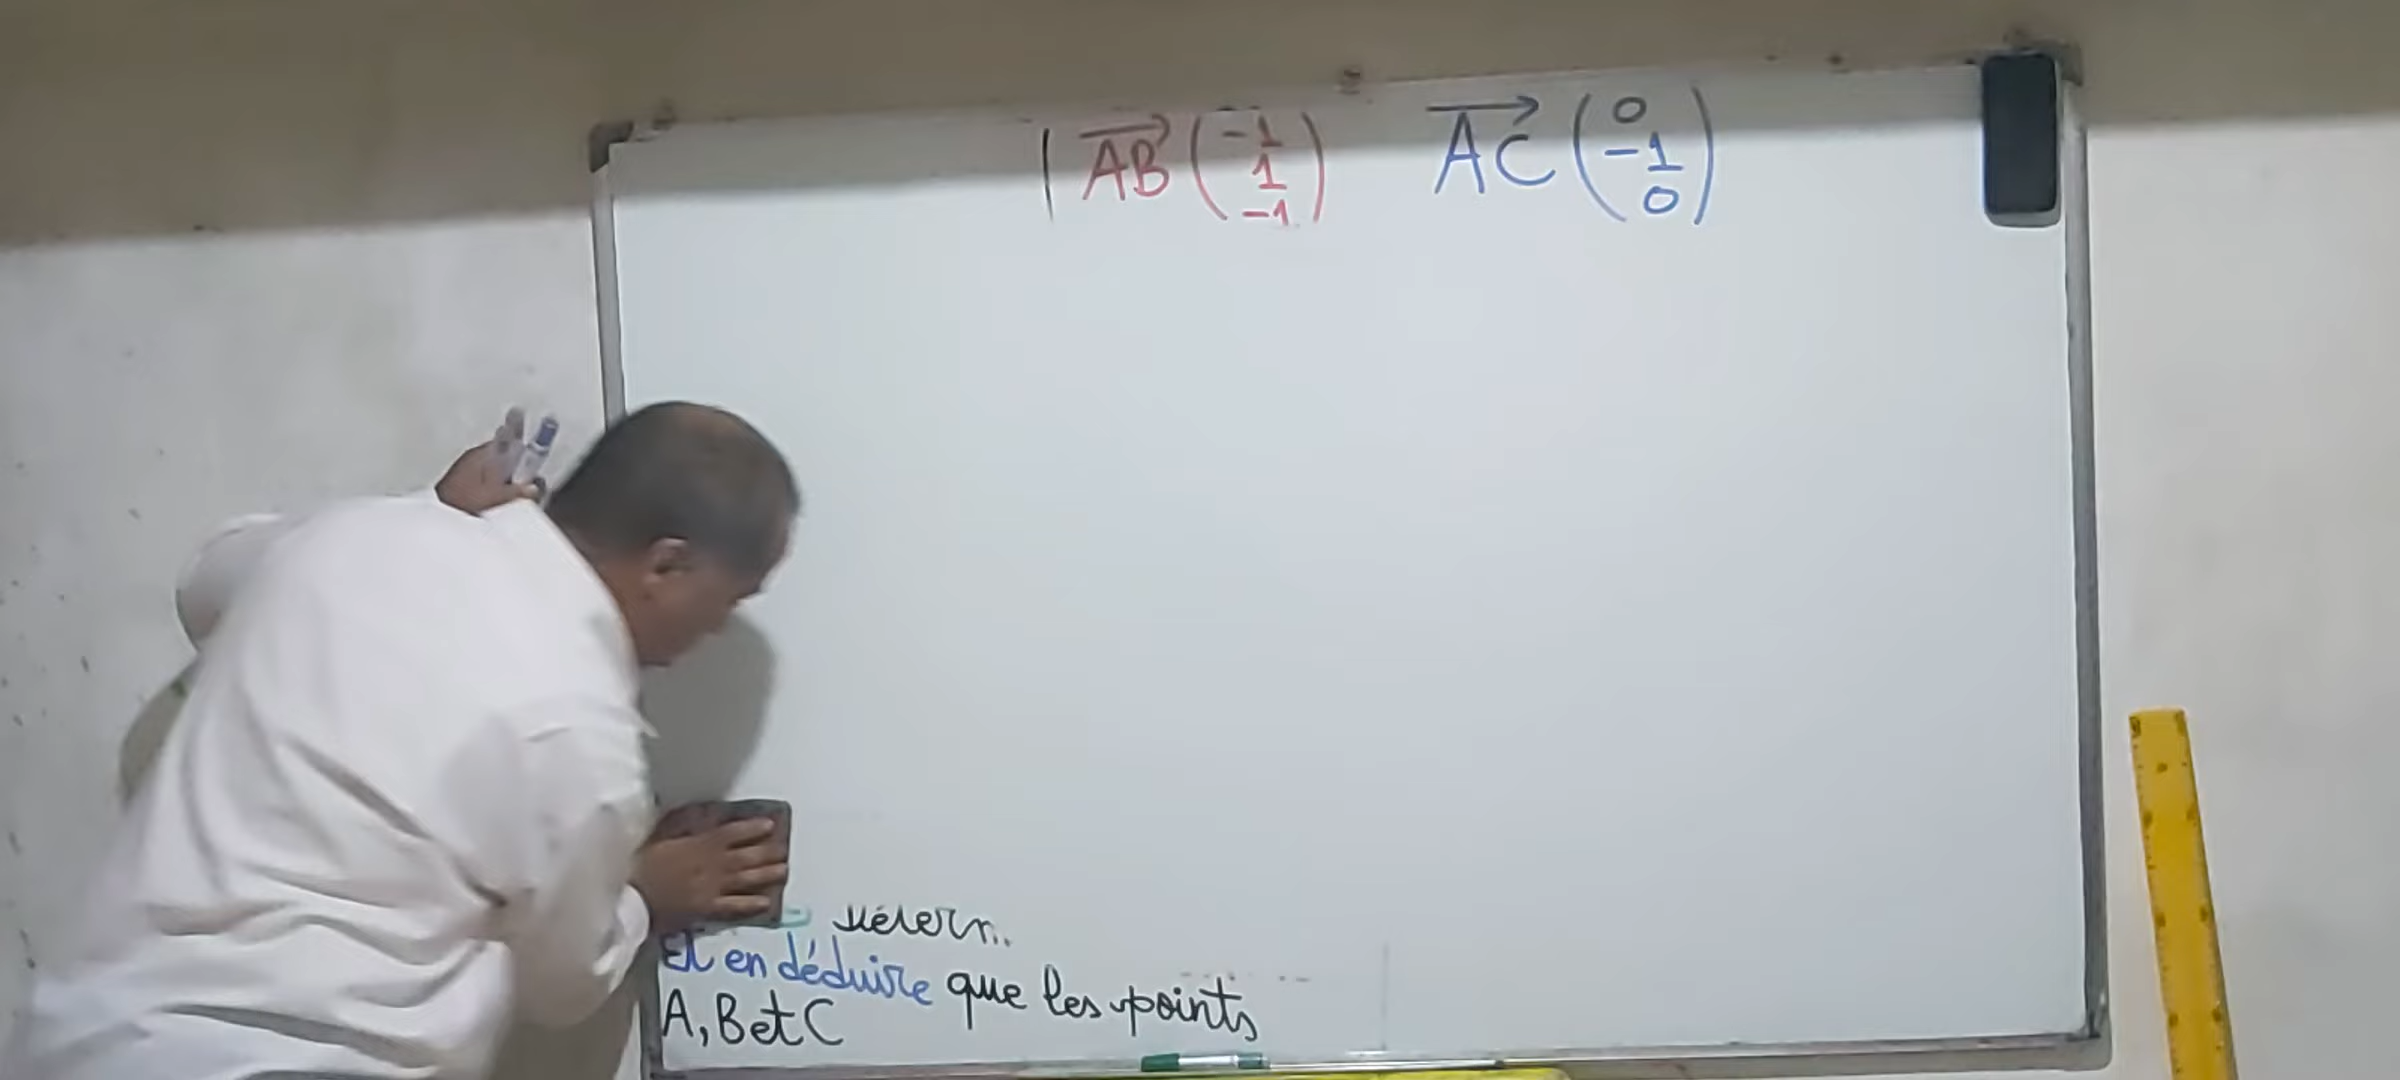 AB (-1 1 -1) AC (0 -1 0)
Et en déduire que les points
A, B et C